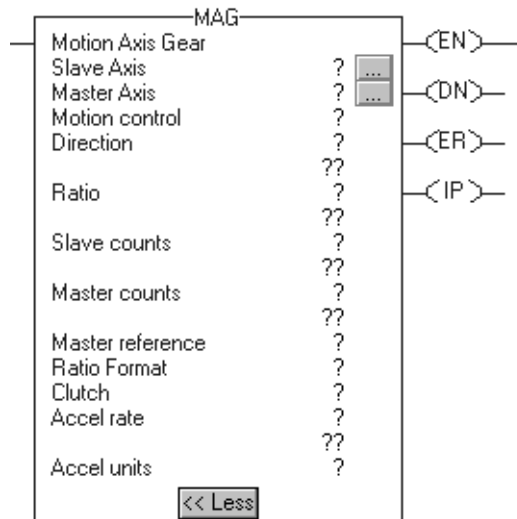 MAG
Motion Axis Gear (EN)
Slave Axis ? ...
Master Axis ? ... (DN)
Motion control ?
Direction ? (ER)
??
Ratio ? (IP)
??
Slave counts ?
??
Master counts ?
??
Master reference ?
Ratio Format ?
Clutch ?
Accel rate ?
??
Accel units ?
<< Less